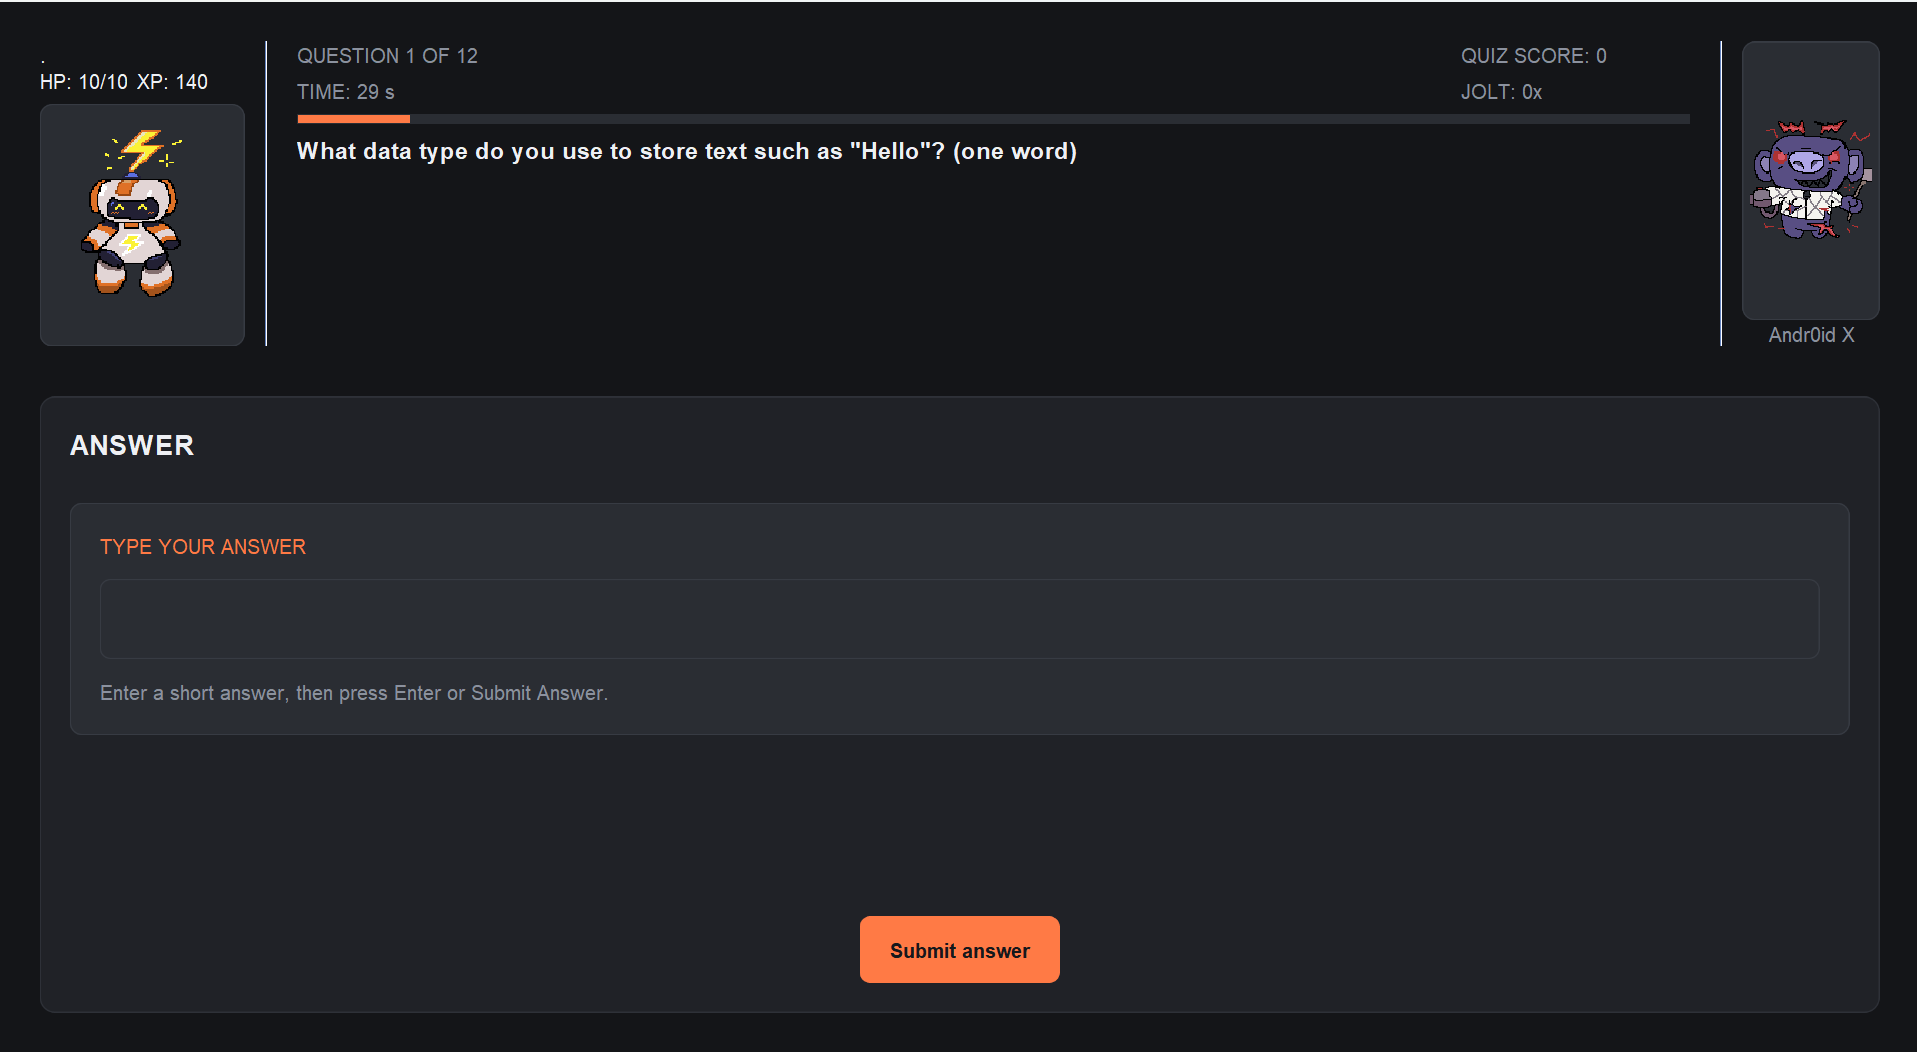 .
HP: 10/10 XP: 140
QUESTION 1 OF 12
TIME: 29 s
QUIZ SCORE: 0
JOLT: 0x
What data type do you use to store text such as "Hello"? (one word)
Andr0id X
ANSWER
TYPE YOUR ANSWER
Enter a short answer, then press Enter or Submit Answer.
Submit answer